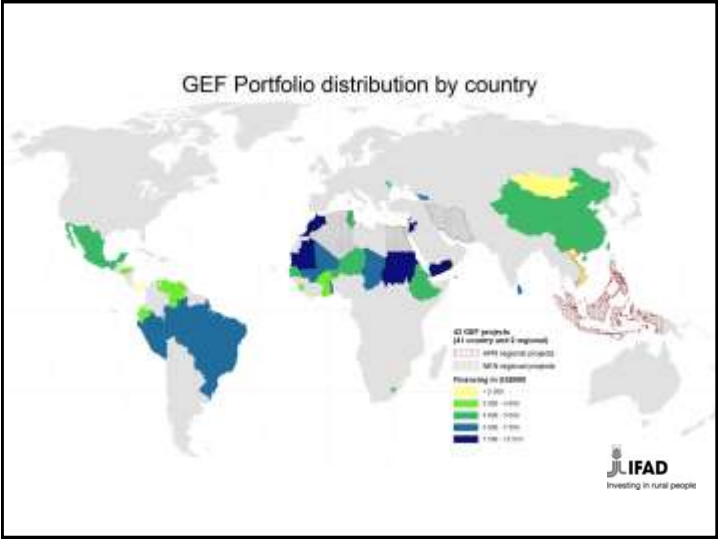 GEF Portfolio distribution by country
43 GEF projects
(41 country and 2 regional)
APR regional projects
NEN regional projects
Financing in US$000
IFAD
Investing in rural people